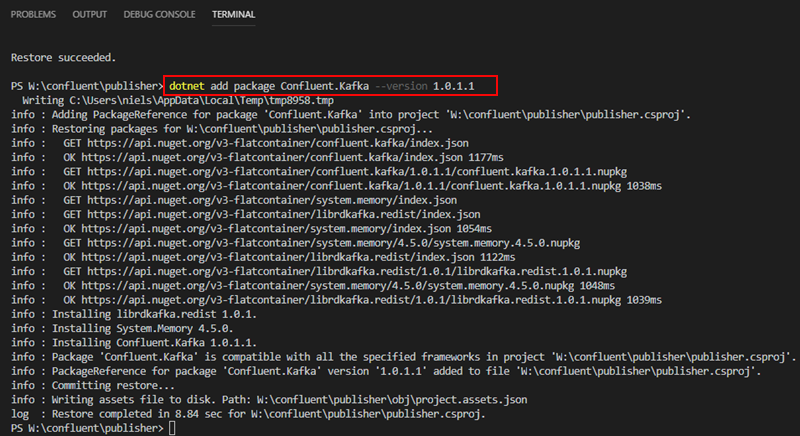 PROBLEMS OUTPUT DEBUG CONSOLE TERMINAL
Restore succeeded.
PS W:\confluent\publisher> dotnet add package Confluent.Kafka --version 1.0.1.1
  Writing C:\Users\niels\AppData\Local\Temp\tmp8958.tmp
info : Adding PackageReference for package 'Confluent.Kafka' into project 'W:\confluent\publisher\publisher.csproj'.
info : Restoring packages for W:\confluent\publisher\publisher.csproj...
info :   GET https://api.nuget.org/v3-flatcontainer/confluent.kafka/index.json
info :   OK https://api.nuget.org/v3-flatcontainer/confluent.kafka/index.json 1177ms
info :   GET https://api.nuget.org/v3-flatcontainer/confluent.kafka/1.0.1.1/confluent.kafka.1.0.1.1.nupkg
info :   OK https://api.nuget.org/v3-flatcontainer/confluent.kafka/1.0.1.1/confluent.kafka.1.0.1.1.nupkg 1038ms
info :   GET https://api.nuget.org/v3-flatcontainer/system.memory/index.json
info :   GET https://api.nuget.org/v3-flatcontainer/librdkafka.redist/index.json
info :   OK https://api.nuget.org/v3-flatcontainer/system.memory/index.json 1054ms
info :   GET https://api.nuget.org/v3-flatcontainer/system.memory/4.5.0/system.memory.4.5.0.nupkg
info :   OK https://api.nuget.org/v3-flatcontainer/librdkafka.redist/index.json 1122ms
info :   GET https://api.nuget.org/v3-flatcontainer/librdkafka.redist/1.0.1/librdkafka.redist.1.0.1.nupkg
info :   OK https://api.nuget.org/v3-flatcontainer/system.memory/4.5.0/system.memory.4.5.0.nupkg 1048ms
info :   OK https://api.nuget.org/v3-flatcontainer/librdkafka.redist/1.0.1/librdkafka.redist.1.0.1.nupkg 1039ms
info : Installing librdkafka.redist 1.0.1.
info : Installing System.Memory 4.5.0.
info : Installing Confluent.Kafka 1.0.1.1.
info : Package 'Confluent.Kafka' is compatible with all the specified frameworks in project 'W:\confluent\publisher\publisher.csproj'.
info : PackageReference for package 'Confluent.Kafka' version '1.0.1.1' added to file 'W:\confluent\publisher\publisher.csproj'.
info : Committing restore...
info : Writing assets file to disk. Path: W:\confluent\publisher\obj\project.assets.json
log  : Restore completed in 8.84 sec for W:\confluent\publisher\publisher.csproj.
PS W:\confluent\publisher>